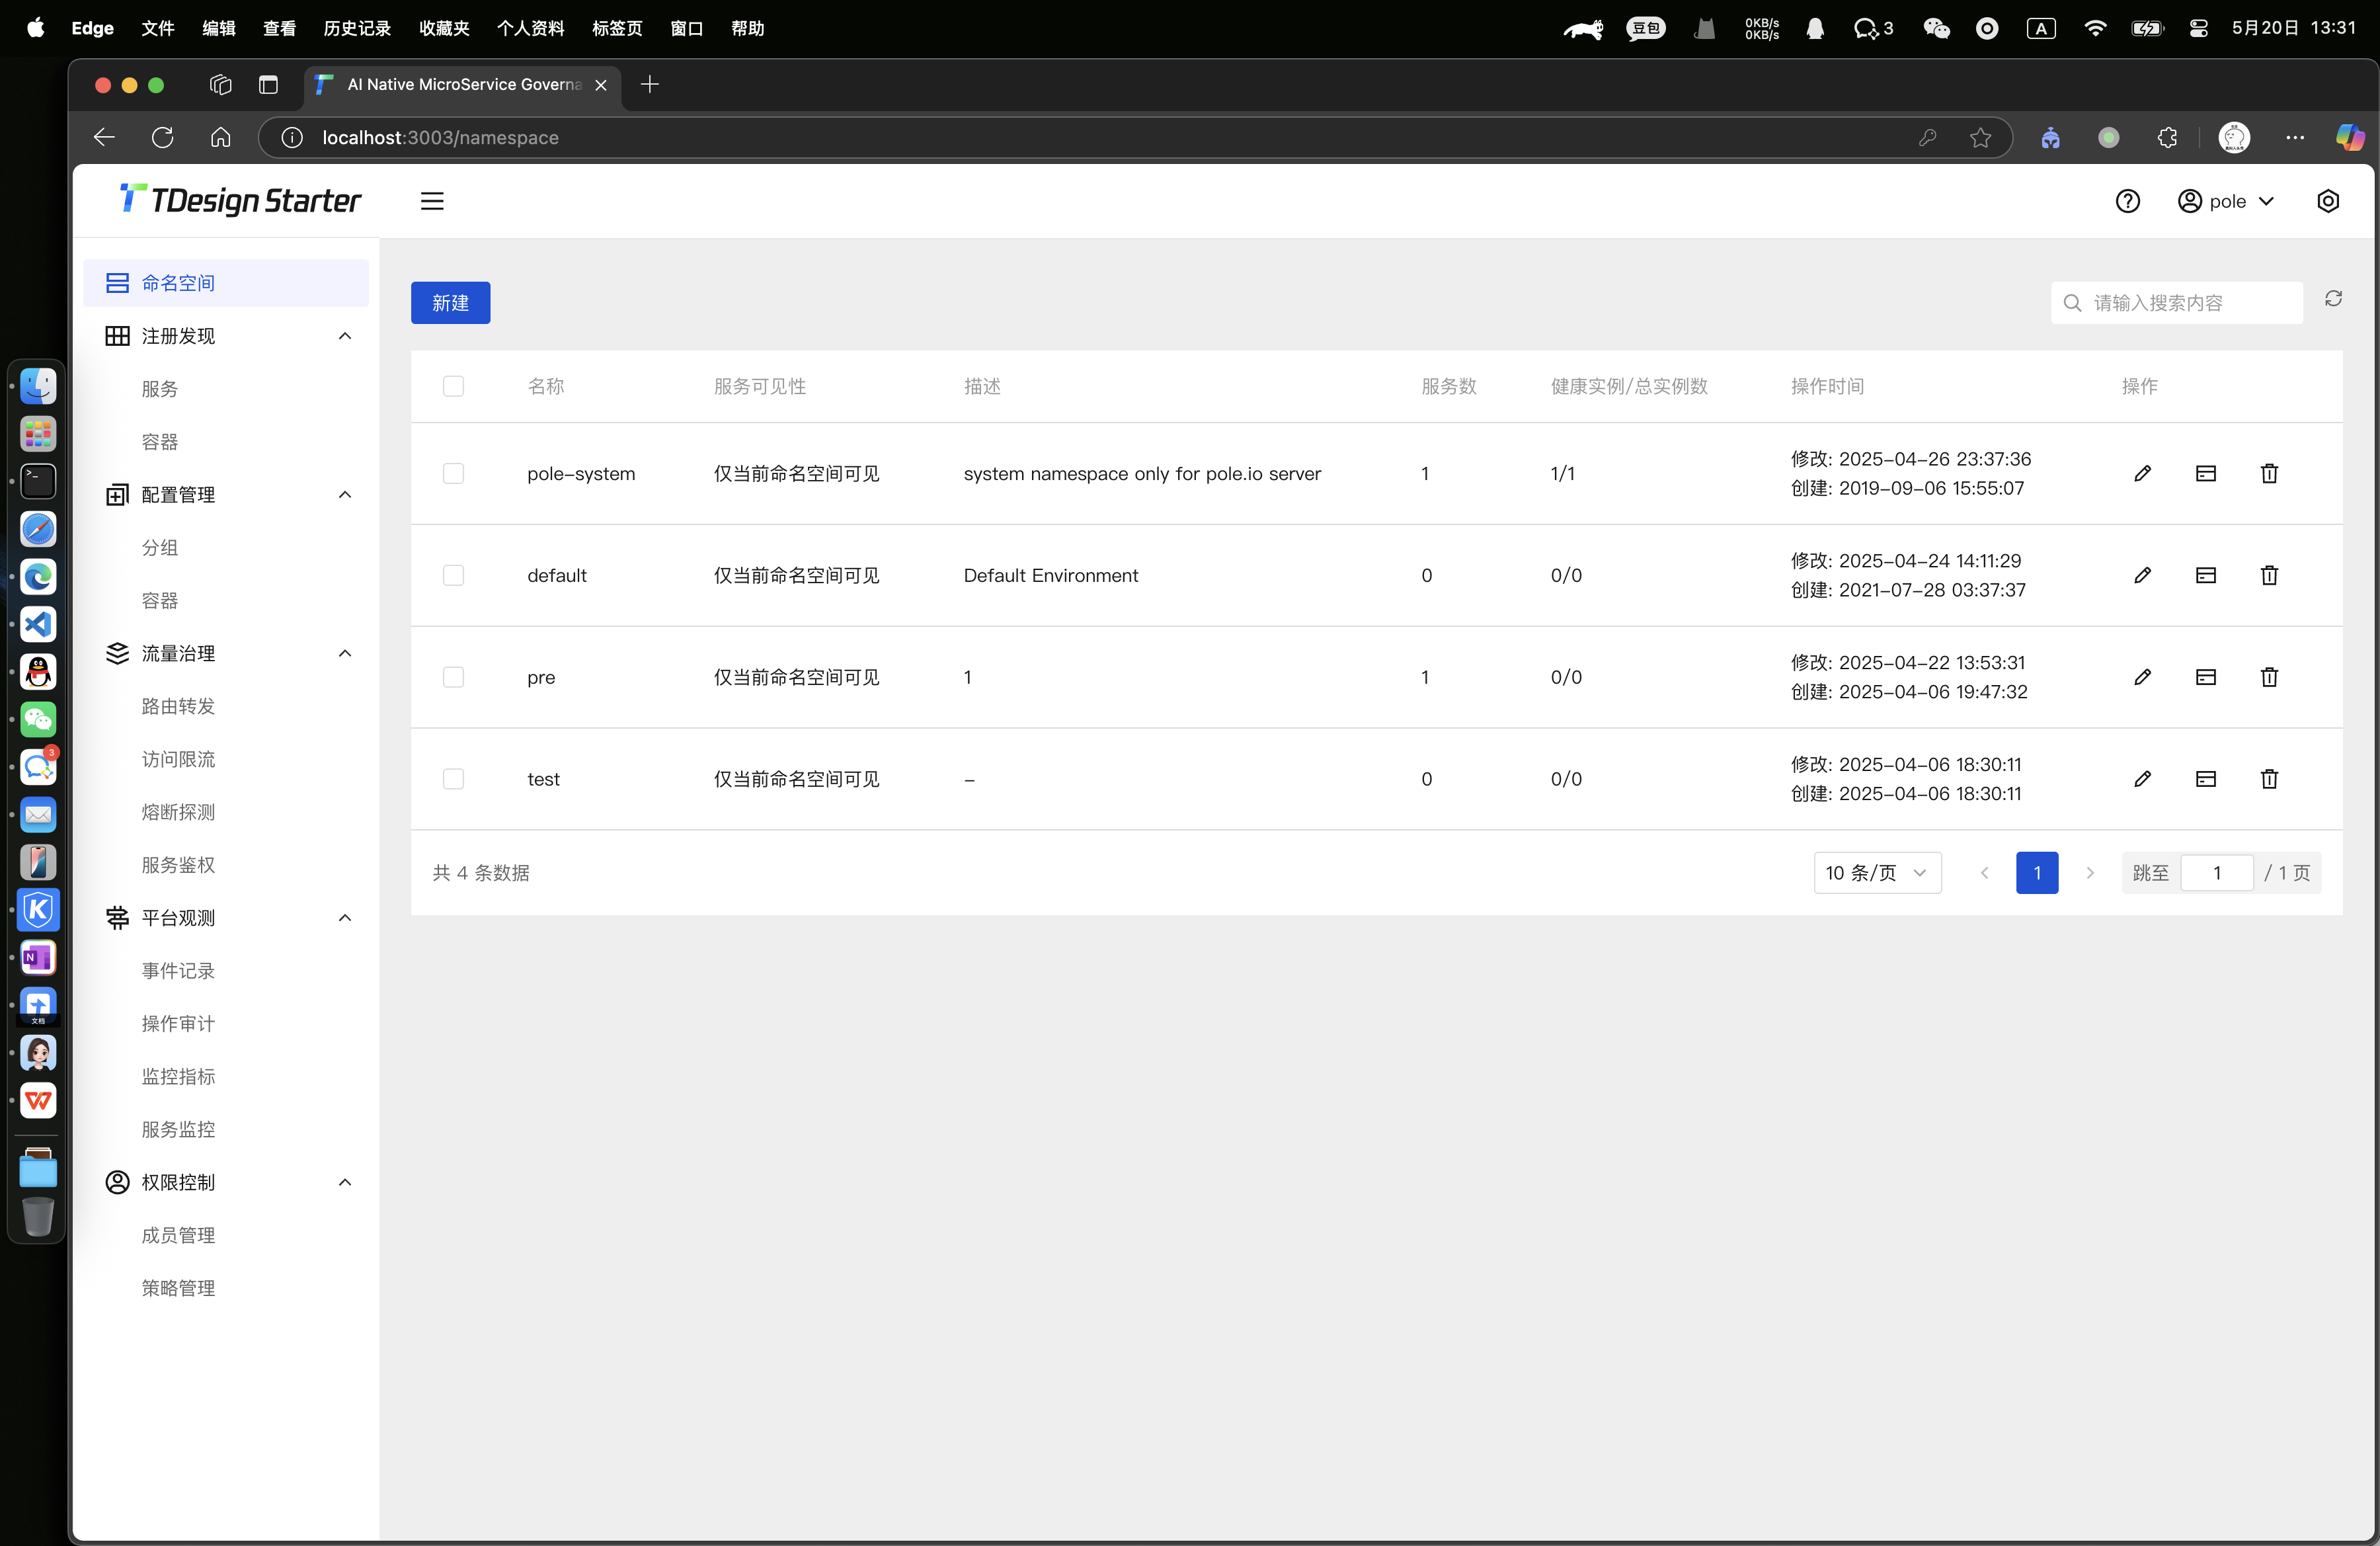 Edge 文件 编辑 查看 历史记录 收藏夹 个人资料 标签页 窗口 帮助 豆包 0KB/s 0KB/s 3 A 5月20日 13:31
AI Native MicroService Governa
localhost:3003/namespace
TDesign Starter
pole
命名空间
注册发现
服务
容器
配置管理
分组
容器
流量治理
路由转发
访问限流
熔断探测
服务鉴权
平台观测
事件记录
操作审计
监控指标
服务监控
权限控制
成员管理
策略管理
新建
请输入搜索内容
名称 服务可见性 描述 服务数 健康实例/总实例数 操作时间 操作
pole-system 仅当前命名空间可见 system namespace only for pole.io server 1 1/1 修改: 2025-04-26 23:37:36
创建: 2019-09-06 15:55:07
default 仅当前命名空间可见 Default Environment 0 0/0 修改: 2025-04-24 14:11:29
创建: 2021-07-28 03:37:37
pre 仅当前命名空间可见 1 1 0/0 修改: 2025-04-22 13:53:31
创建: 2025-04-06 19:47:32
test 仅当前命名空间可见 - 0 0/0 修改: 2025-04-06 18:30:11
创建: 2025-04-06 18:30:11
共 4 条数据 10 条/页 1 跳至 1 / 1 页
3
文档